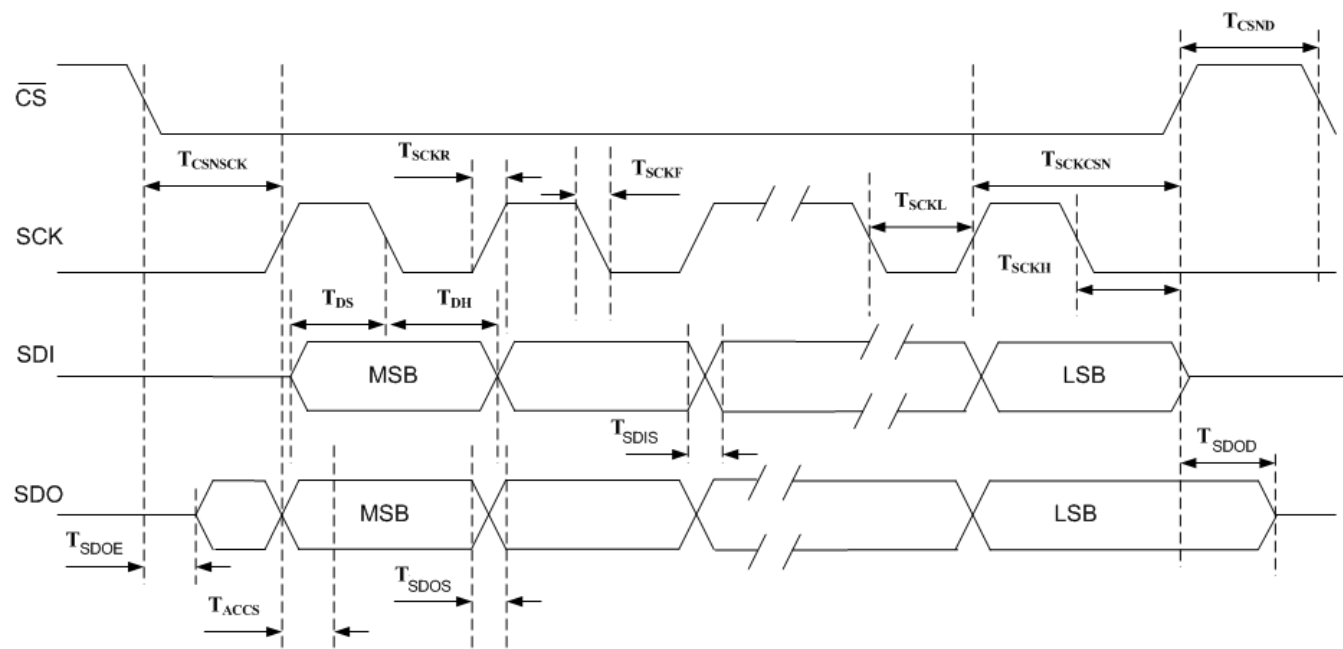 T_CSND
C̅S̅
T_CSNSCK
T_SCKR
T_SCKF
T_SCKCSN
T_SCKL
SCK
T_SCKH
T_DS
T_DH
SDI
MSB
LSB
T_SDIS
T_SDOD
SDO
MSB
LSB
T_SDOE
T_SDOS
T_ACCS